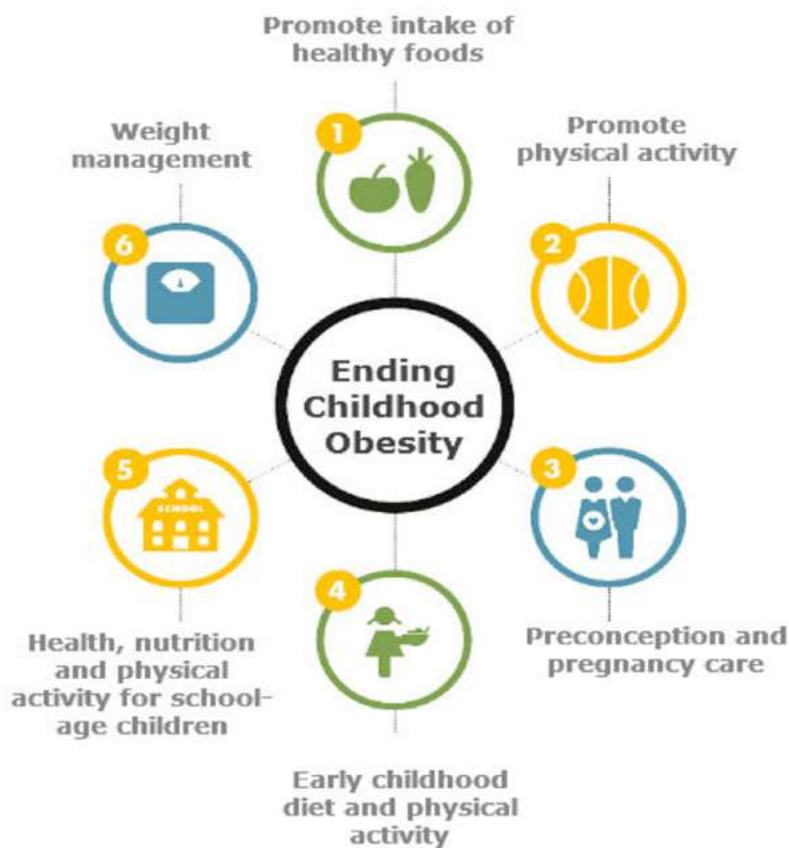 Promote intake of
healthy foods
1
Promote
physical activity
2
Preconception and
pregnancy care
3
Early childhood
diet and physical
activity
4
Health, nutrition
and physical
activity for school-
age children
5
SCHOOL
Weight
management
6
Ending
Childhood
Obesity